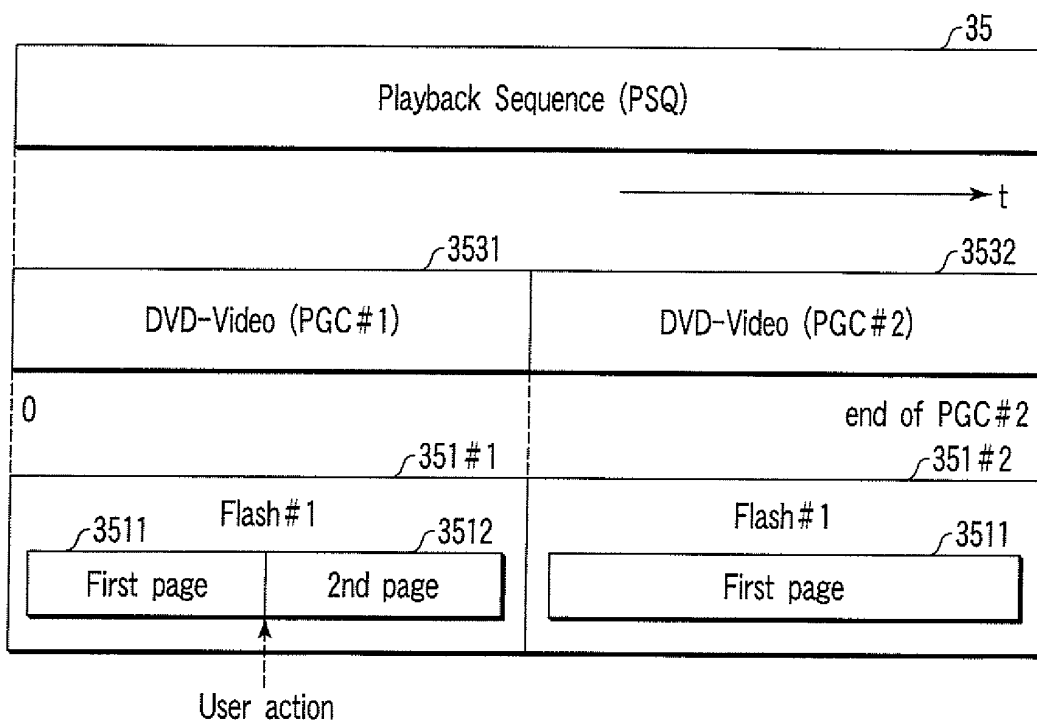 35
Playback Sequence (PSQ)
t
3531
3532
DVD-Video (PGC#1)
DVD-Video (PGC#2)
0
end of PGC#2
351#1
351#2
Flash#1
Flash#1
3511
3512
3511
First page
2nd page
First page
User action